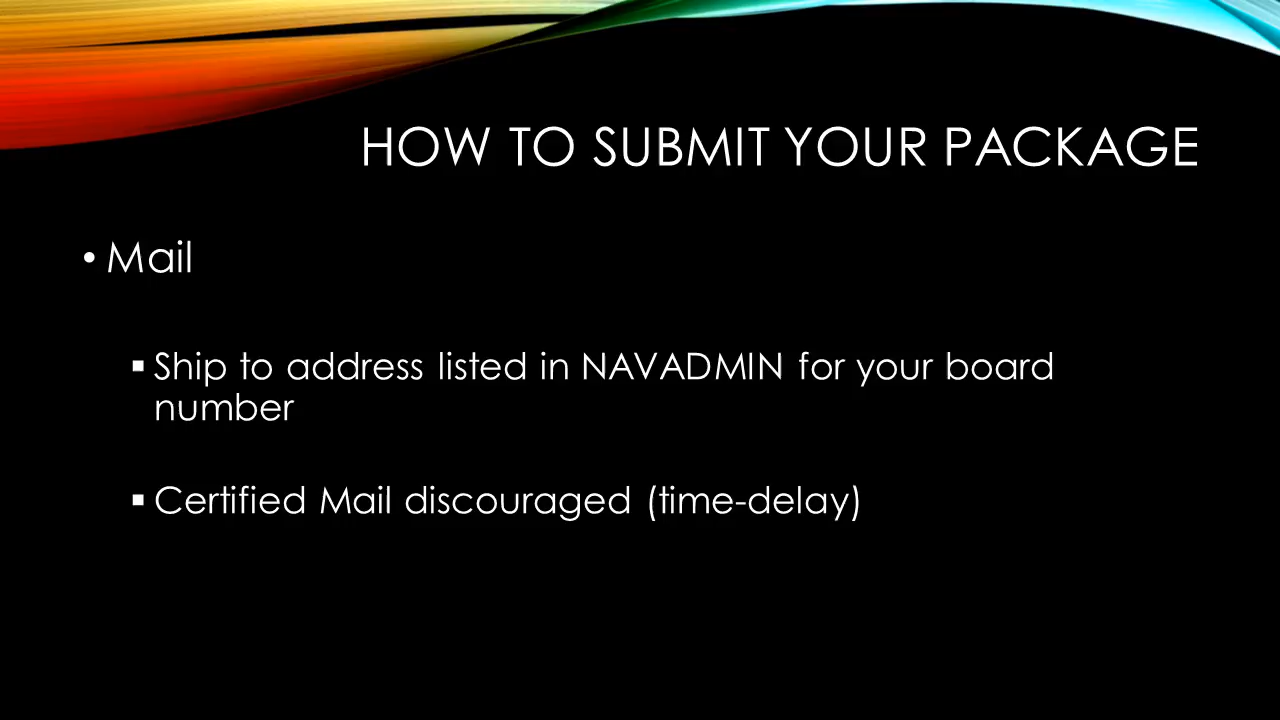 HOW TO SUBMIT YOUR PACKAGE
• Mail
▪ Ship to address listed in NAVADMIN for your board
number
▪ Certified Mail discouraged (time-delay)